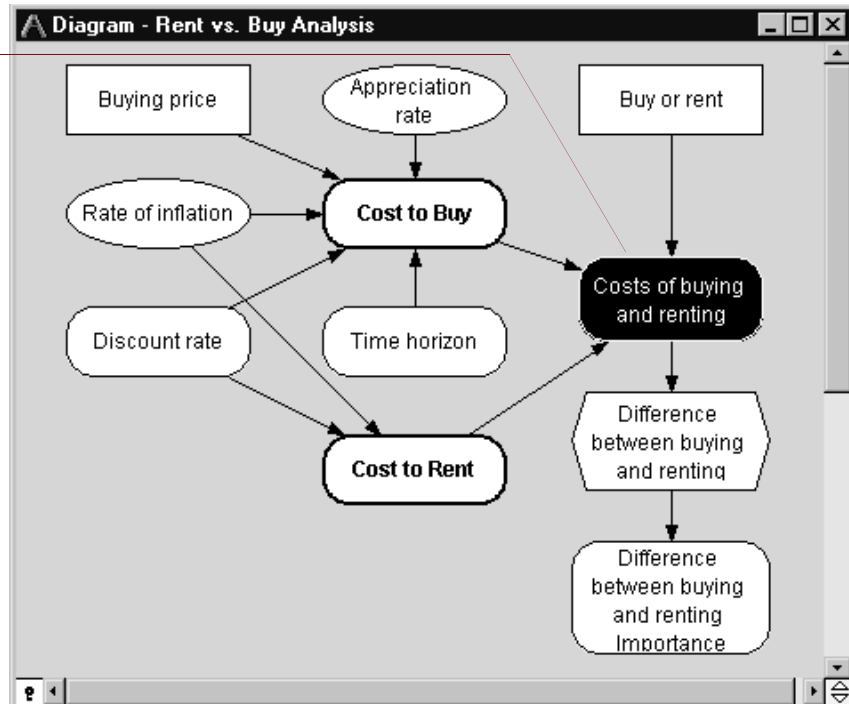 Diagram - Rent vs. Buy Analysis
Buying price
Appreciation
rate
Buy or rent
Rate of inflation
Cost to Buy
Costs of buying
and renting
Discount rate
Time horizon
Difference
between buying
and renting
Cost to Rent
Difference
between buying
and renting
Importance
?